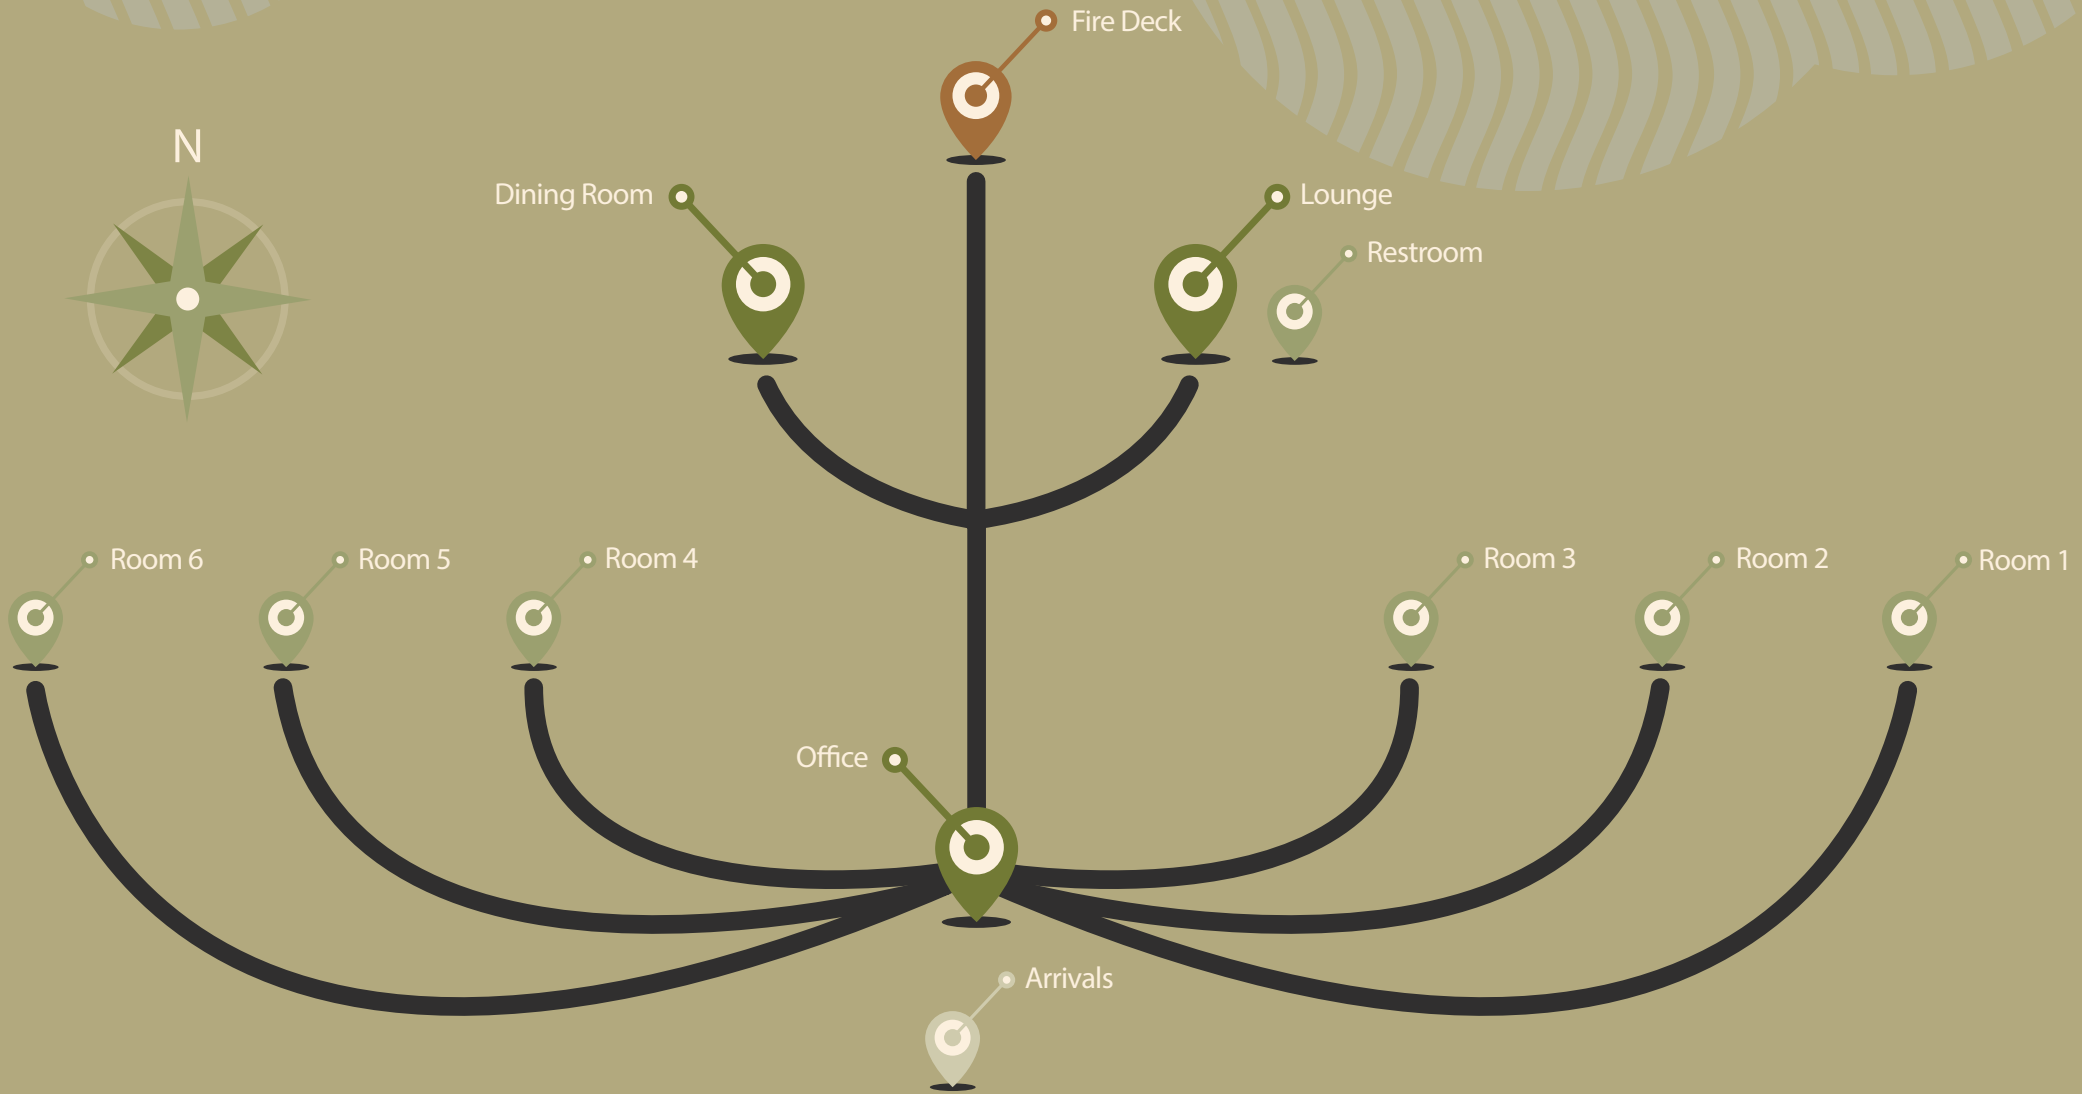 Fire Deck
N
Dining Room
Lounge
Restroom
Room 6
Room 5
Room 4
Room 3
Room 2
Room 1
Office
Arrivals